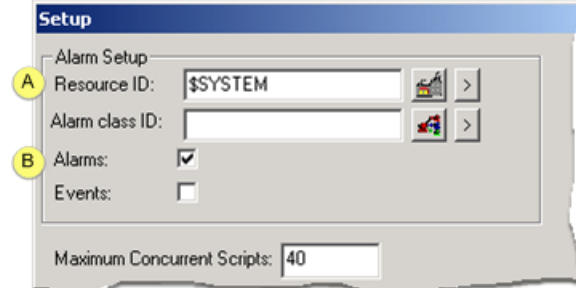 Setup
Alarm Setup
A Resource ID: $SYSTEM >
Alarm class ID: >
B Alarms:
Events:
Maximum Concurrent Scripts: 40